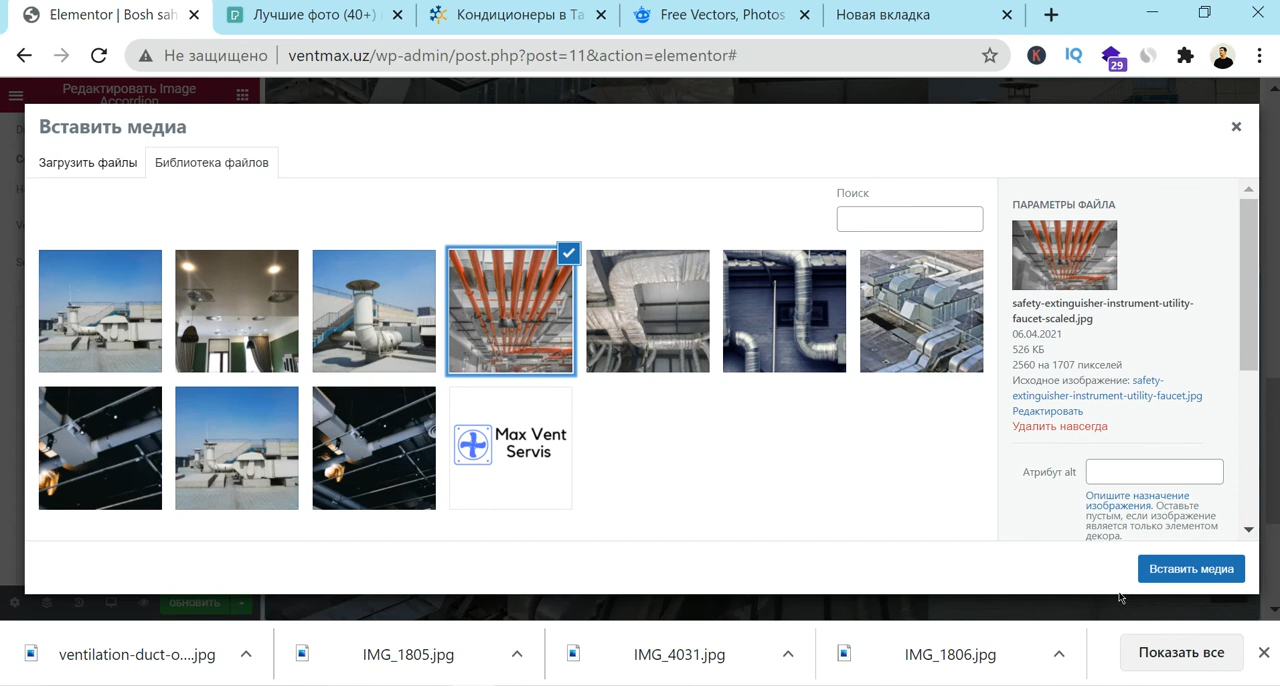 Elementor | Bosh sah
Лучшие фото (40+)
Кондиционеры в Та
Free Vectors, Photos
Новая вкладка
Не защищено
ventmax.uz/wp-admin/post.php?post=11&action=elementor#
K
IQ
29
Редактировать Image
Accordion
Вставить медиа
Загрузить файлы
Библиотека файлов
Поиск
ПАРАМЕТРЫ ФАЙЛА
safety-extinguisher-instrument-utility-
faucet-scaled.jpg
06.04.2021
526 КБ
2560 на 1707 пикселей
Исходное изображение: safety-
extinguisher-instrument-utility-faucet.jpg
Редактировать
Удалить навсегда
Max Vent
Servis
Атрибут alt
Опишите назначение
изображения. Оставьте
пустым, если изображение
является только элементом
декора.
Вставить медиа
ОБНОВИТЬ
ventilation-duct-o....jpg
IMG_1805.jpg
IMG_4031.jpg
IMG_1806.jpg
Показать все